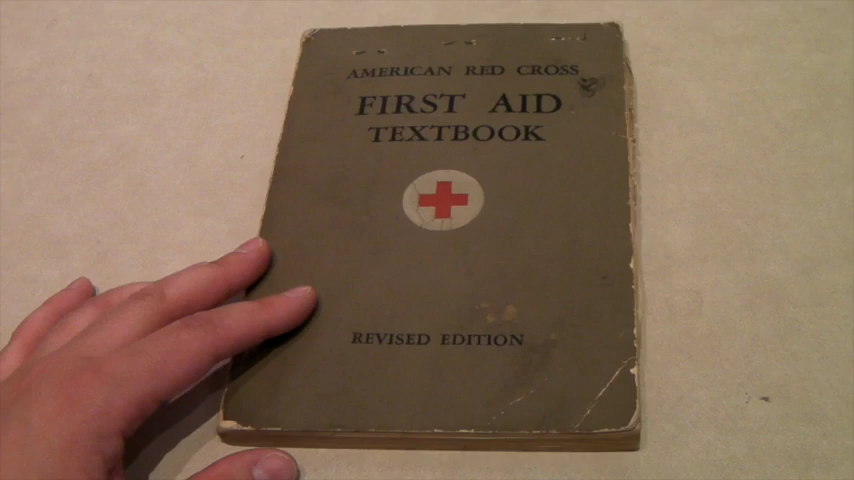 AMERICAN RED CROSS
FIRST AID
TEXTBOOK
REVISED EDITION